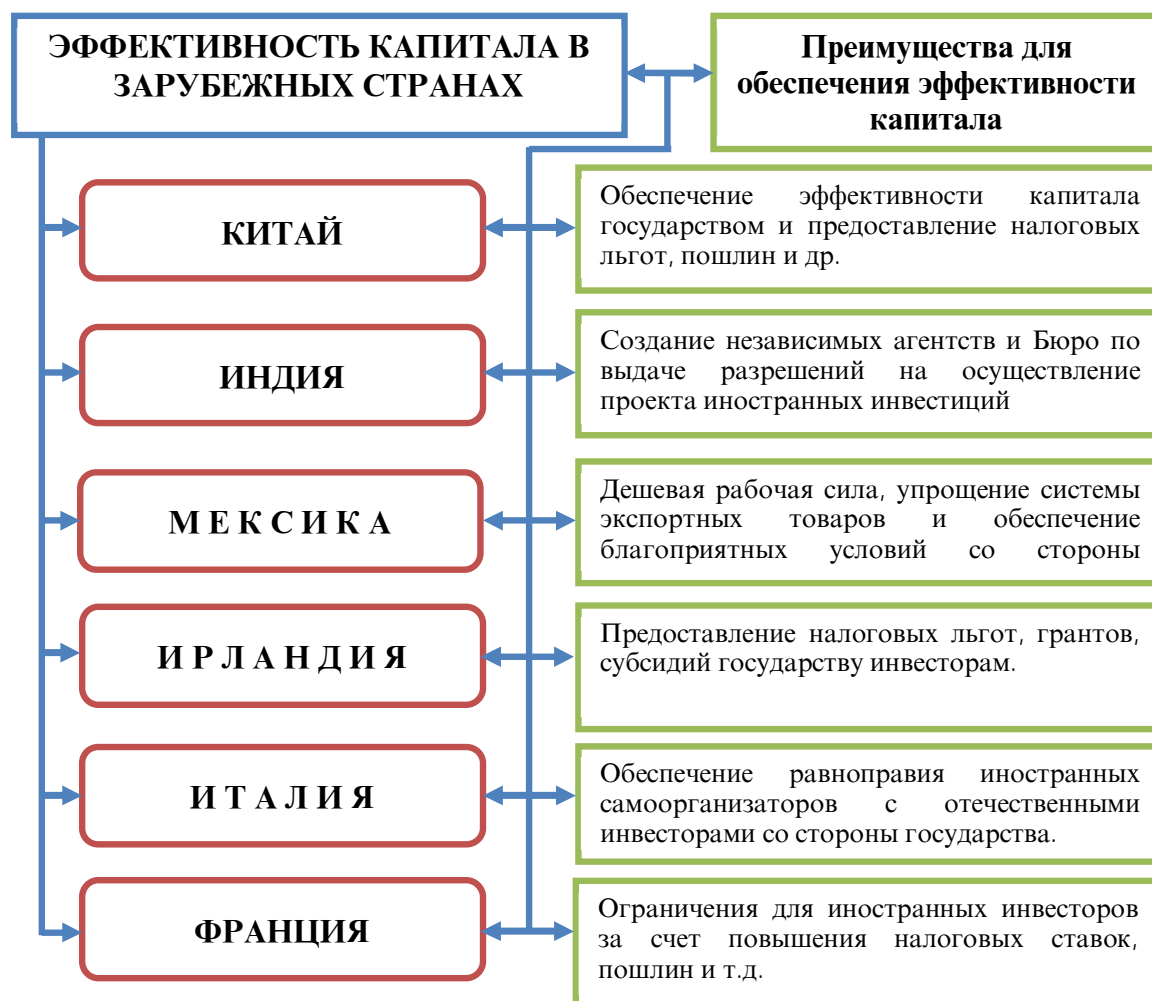 ЭФФЕКТИВНОСТЬ КАПИТАЛА В
ЗАРУБЕЖНЫХ СТРАНАХ
Преимущества для
обеспечения эффективности
капитала
КИТАЙ
Обеспечение эффективности капитала
государством и предоставление налоговых
льгот, пошлин и др.
ИНДИЯ
Создание независимых агентств и Бюро по
выдаче разрешений на осуществление
проекта иностранных инвестиций
М Е К С И К А
Дешевая рабочая сила, упрощение системы
экспортных товаров и обеспечение
благоприятных условий со стороны
И Р Л А Н Д И Я
Предоставление налоговых льгот, грантов,
субсидий государству инвесторам.
И Т А Л И Я
Обеспечение равноправия иностранных
самоорганизаторов с отечественными
инвесторами со стороны государства.
ФРАНЦИЯ
Ограничения для иностранных инвесторов
за счет повышения налоговых ставок,
пошлин и т.д.